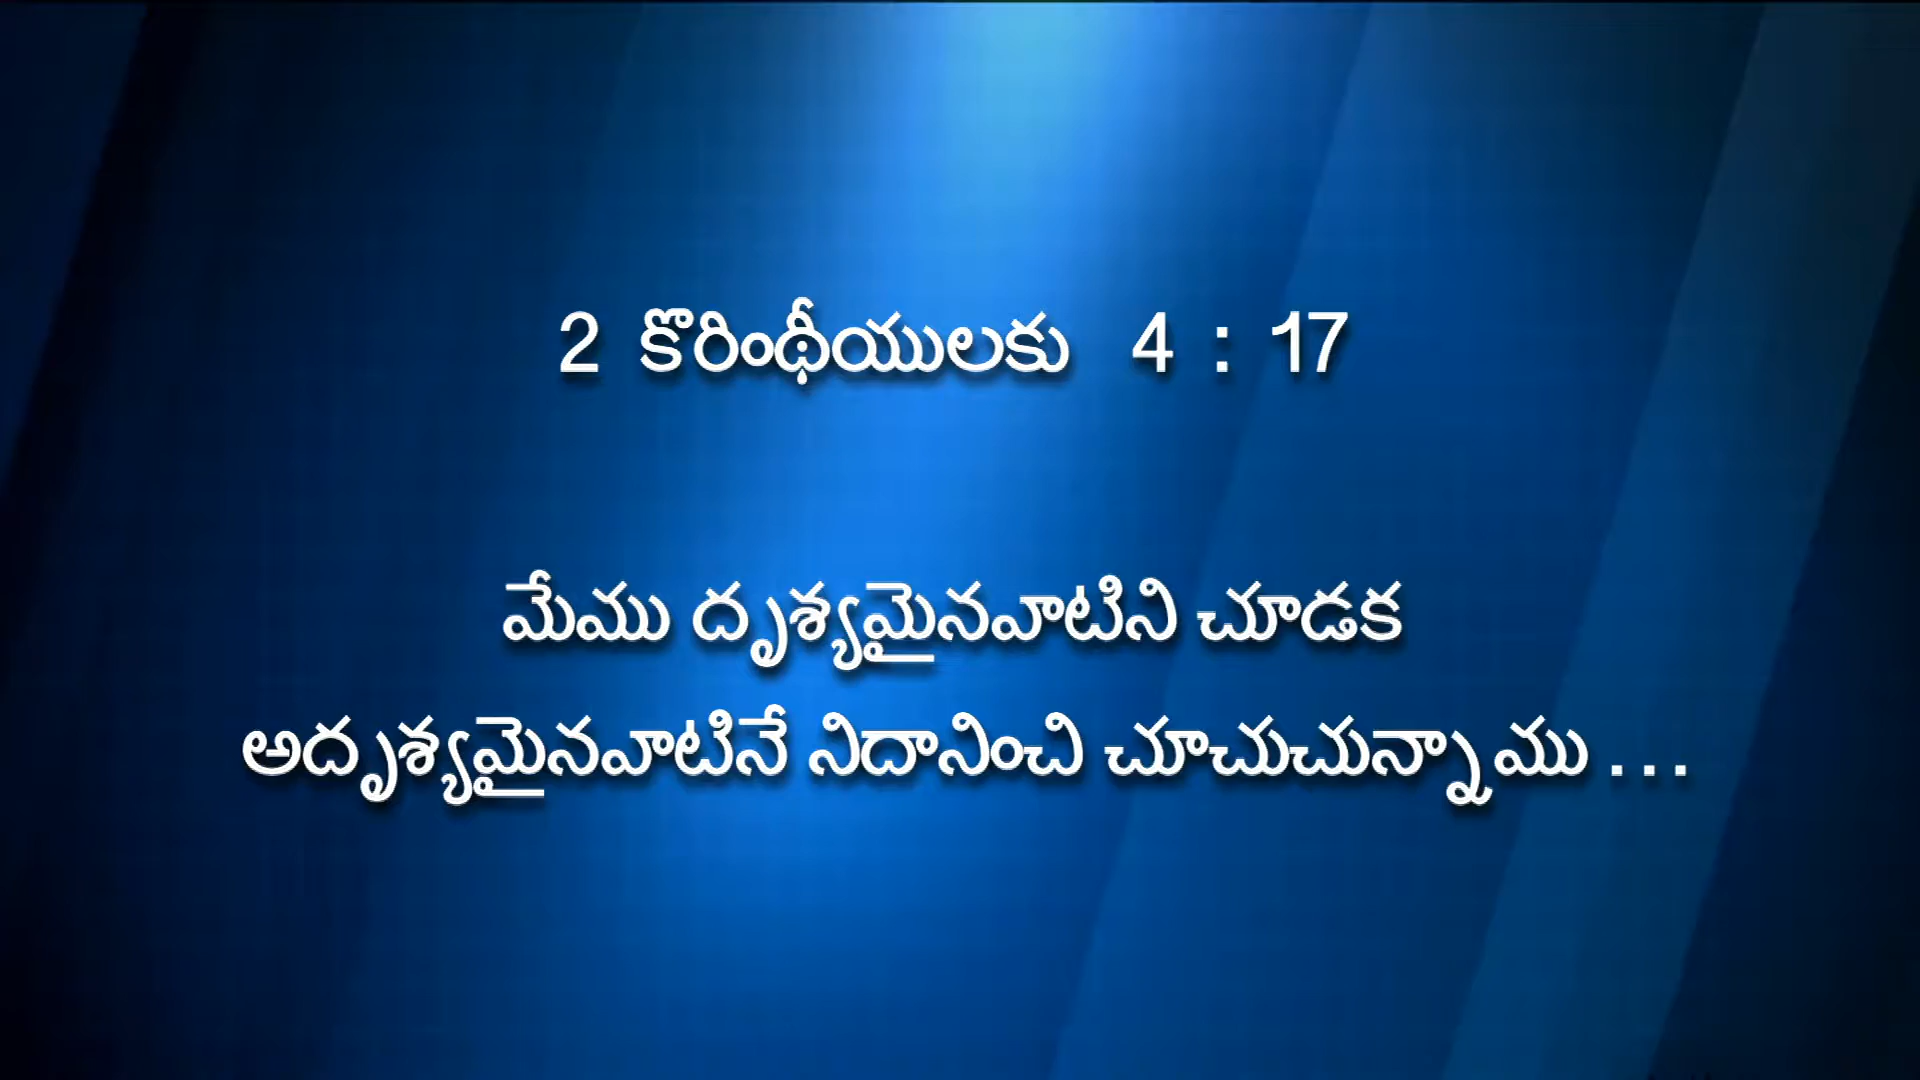 2 కొరింథీయులకు 4 : 17
మేము దృశ్యమైనవాటిని చూడక
అదృశ్యమైనవాటినే నిదానించి చూచుచున్నాము ...